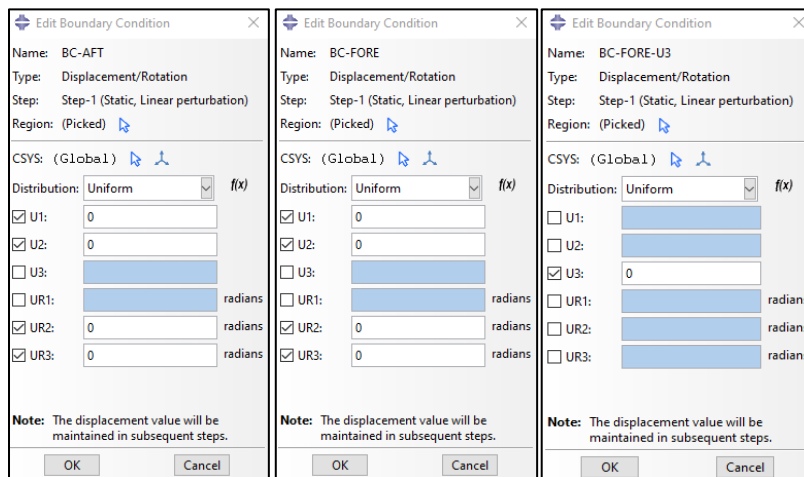 Edit Boundary Condition
Name: BC-AFT
Type: Displacement/Rotation
Step: Step-1 (Static, Linear perturbation)
Region: (Picked)
CSYS: (Global)
Distribution: Uniform f(x)
U1: 0
U2: 0
U3:
UR1: radians
UR2: 0 radians
UR3: 0 radians
Note: The displacement value will be
maintained in subsequent steps.
OK Cancel
Edit Boundary Condition
Name: BC-FORE
Type: Displacement/Rotation
Step: Step-1 (Static, Linear perturbation)
Region: (Picked)
CSYS: (Global)
Distribution: Uniform f(x)
U1: 0
U2: 0
U3:
UR1: radians
UR2: 0 radians
UR3: 0 radians
Note: The displacement value will be
maintained in subsequent steps.
OK Cancel
Edit Boundary Condition
Name: BC-FORE-U3
Type: Displacement/Rotation
Step: Step-1 (Static, Linear perturbation)
Region: (Picked)
CSYS: (Global)
Distribution: Uniform f(x)
U1:
U2:
U3: 0
UR1: radians
UR2: radians
UR3: radians
Note: The displacement value will be
maintained in subsequent steps.
OK Cancel